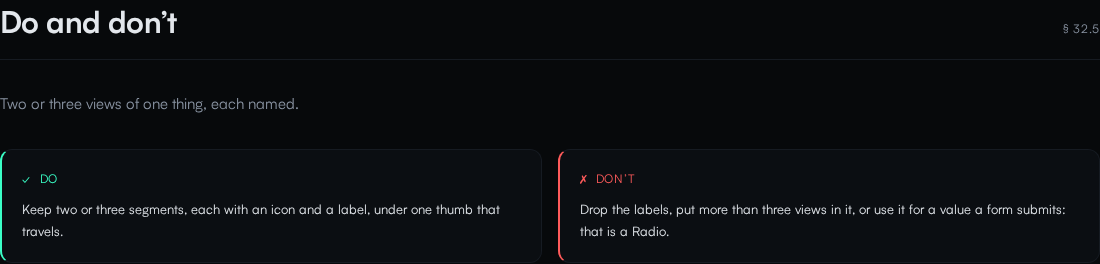 Do and don’t
§ 32.5
Two or three views of one thing, each named.
✓ DO
Keep two or three segments, each with an icon and a label, under one thumb that
travels.
✗ DON’T
Drop the labels, put more than three views in it, or use it for a value a form submits:
that is a Radio.